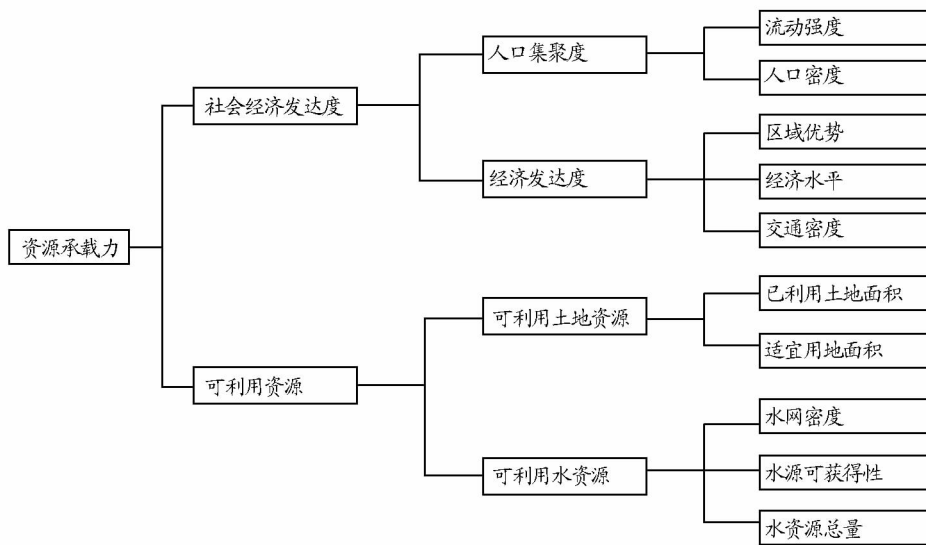 资源承载力
社会经济发达度
可利用资源
人口集聚度
经济发达度
可利用土地资源
可利用水资源
流动强度
人口密度
区域优势
经济水平
交通密度
已利用土地面积
适宜用地面积
水网密度
水源可获得性
水资源总量